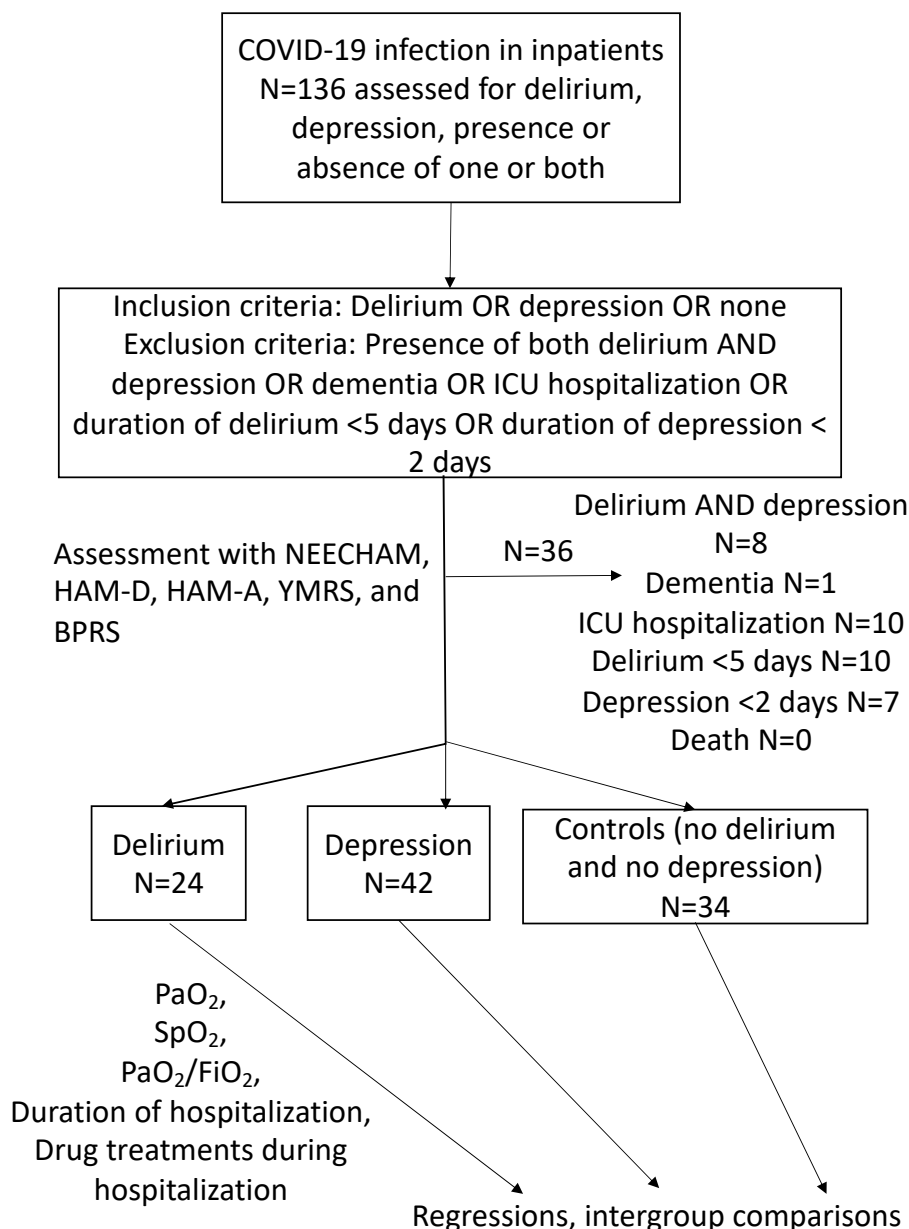 COVID-19 infection in inpatients
N=136 assessed for delirium,
depression, presence or
absence of one or both
Inclusion criteria: Delirium OR depression OR none
Exclusion criteria: Presence of both delirium AND
depression OR dementia OR ICU hospitalization OR
duration of delirium <5 days OR duration of depression <
2 days
Assessment with NEECHAM,
HAM-D, HAM-A, YMRS, and
BPRS
N=36
Delirium AND depression
N=8
Dementia N=1
ICU hospitalization N=10
Delirium <5 days N=10
Depression <2 days N=7
Death N=0
Delirium
N=24
Depression
N=42
Controls (no delirium
and no depression)
N=34
PaO₂,
SpO₂,
PaO₂/FiO₂,
Duration of hospitalization,
Drug treatments during
hospitalization
Regressions, intergroup comparisons